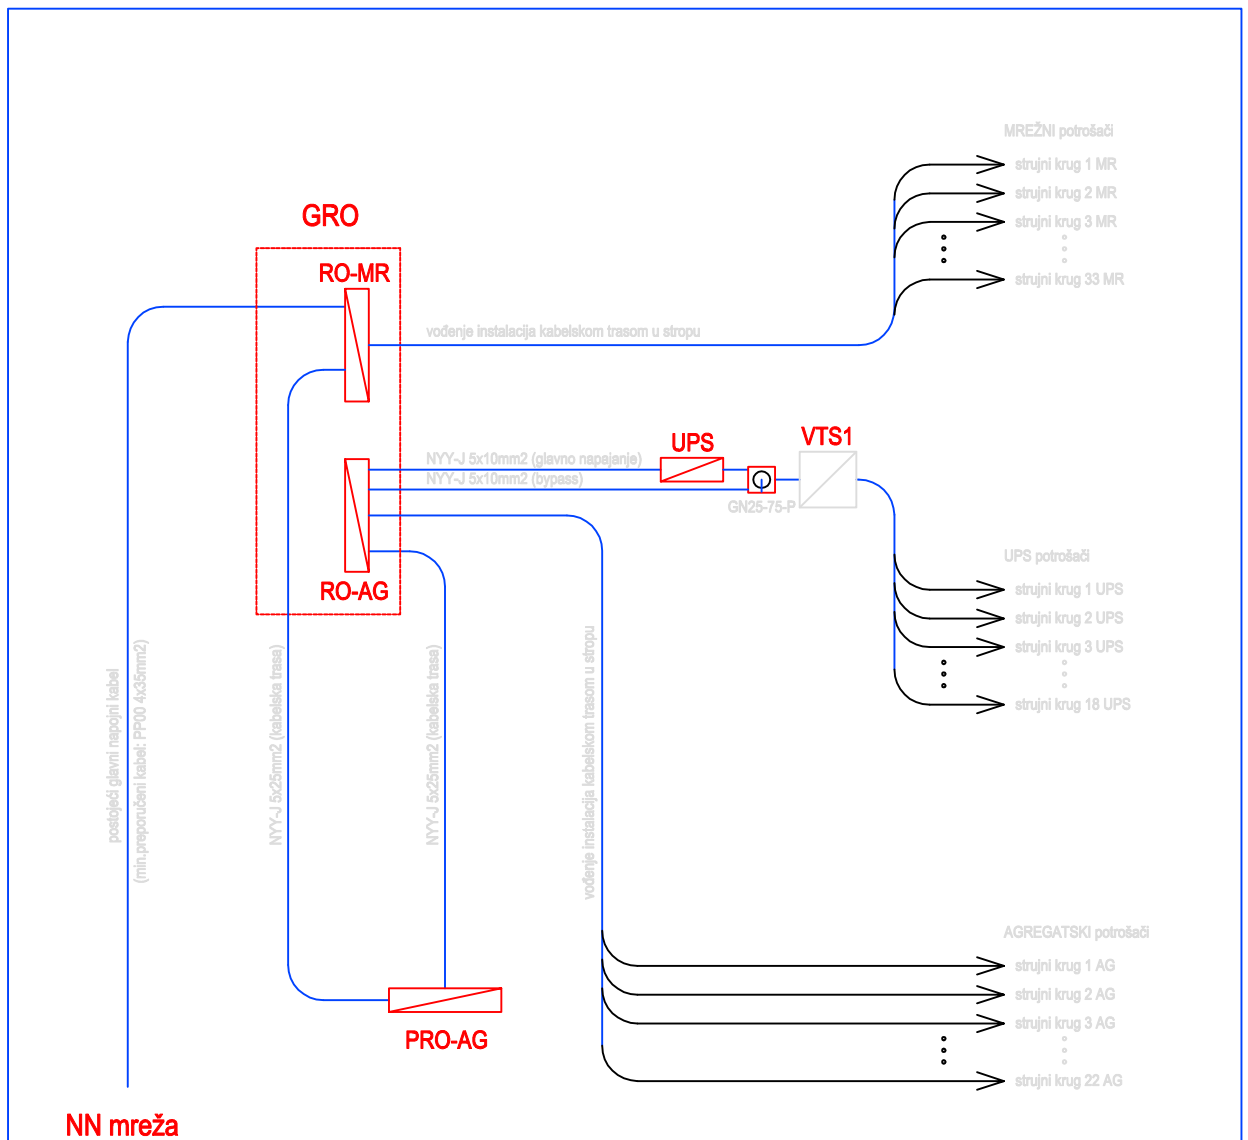 MREŽNI potrošači
strujni krug 1 MR
strujni krug 2 MR
strujni krug 3 MR
strujni krug 33 MR
GRO
RO-MR
vođenje instalacija kabelskom trasom u stropu
UPS
VTS1
NYY-J 5x10mm2 (glavno napajanje)
NYY-J 5x10mm2 (bypass)
GN25-75-P
RO-AG
UPS potrošači
strujni krug 1 UPS
strujni krug 2 UPS
strujni krug 3 UPS
strujni krug 18 UPS
postojeći glavni napojni kabel
(min.preporučeni kabel: PP00 4x35mm2)
NYY-J 5x25mm2 (kabelska trasa)
NYY-J 5x25mm2 (kabelska trasa)
vođenje instalacija kabelskom trasom u stropu
AGREGATSKI potrošači
strujni krug 1 AG
strujni krug 2 AG
strujni krug 3 AG
strujni krug 22 AG
PRO-AG
NN mreža